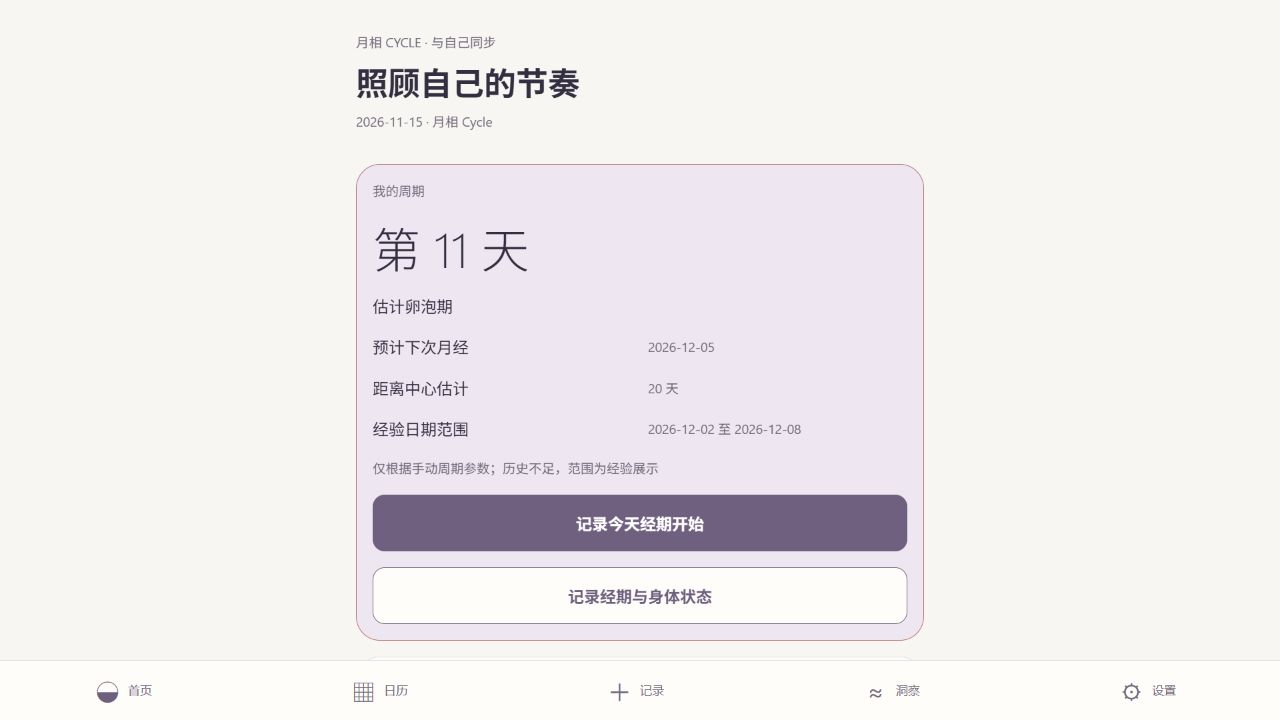 月相 CYCLE · 与自己同步
照顾自己的节奏
2026-11-15 · 月相 Cycle
我的周期
第 11 天
估计卵泡期
预计下次月经 2026-12-05
距离中心估计 20 天
经验日期范围 2026-12-02 至 2026-12-08
仅根据手动周期参数；历史不足，范围为经验展示
记录今天经期开始
记录经期与身体状态
首页 日历 记录 洞察 设置